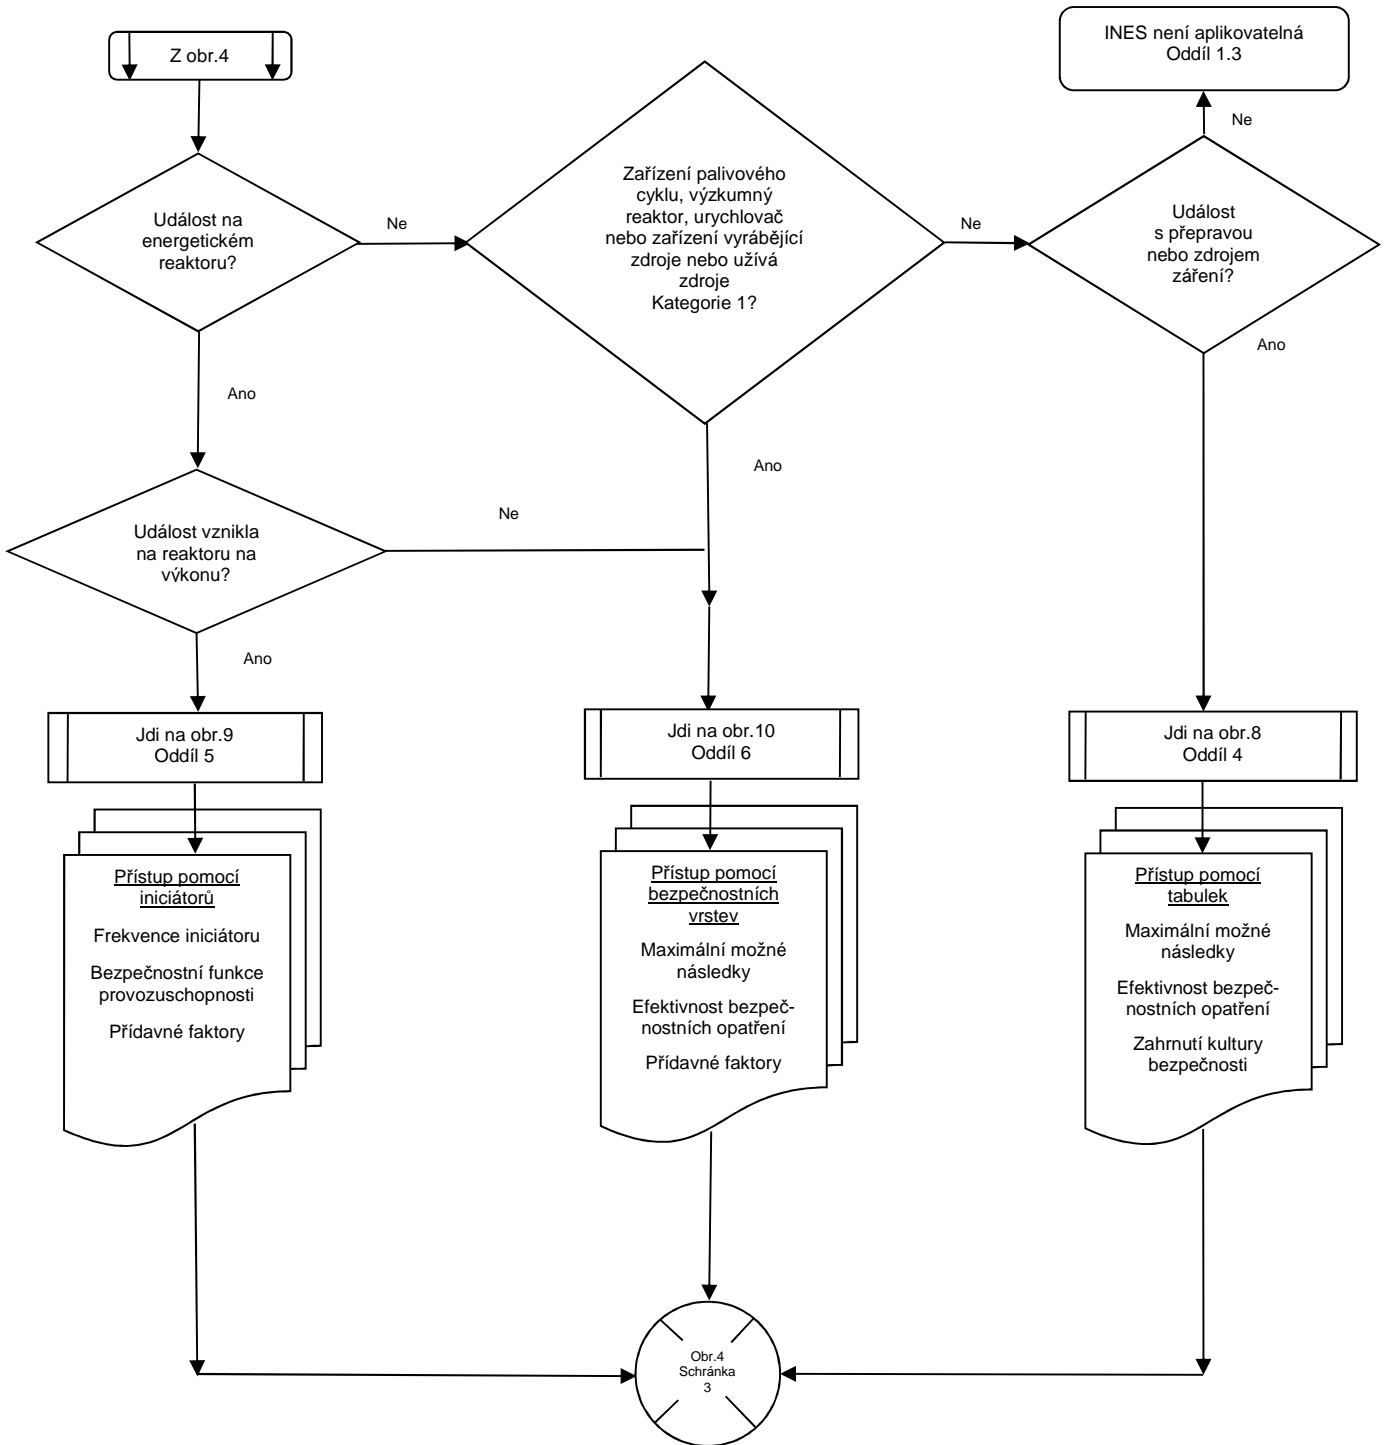 Z obr.4
INES není aplikovatelná
Oddíl 1.3
Ne
Událost na
energetickém
reaktoru?
Ne
Zařízení palivového
cyklu, výzkumný
reaktor, urychlovač
nebo zařízení vyrábějící
zdroje nebo užívá
zdroje
Kategorie 1?
Ne
Událost
s přepravou
nebo zdrojem
záření?
Ano
Ano
Ano
Událost vznikla
na reaktoru na
výkonu?
Ne
Ano
Jdi na obr.9
Oddíl 5
Jdi na obr.10
Oddíl 6
Jdi na obr.8
Oddíl 4
Přístup pomocí
iniciátorů
Frekvence iniciátoru
Bezpečnostní funkce
provozuschopnosti
Přídavné faktory
Přístup pomocí
bezpečnostních
vrstev
Maximální možné
následky
Efektivnost bezpeč-
nostních opatření
Přídavné faktory
Přístup pomocí
tabulek
Maximální možné
následky
Efektivnost bezpeč-
nostních opatření
Zahrnutí kultury
bezpečnosti
Obr.4
Schránka
3